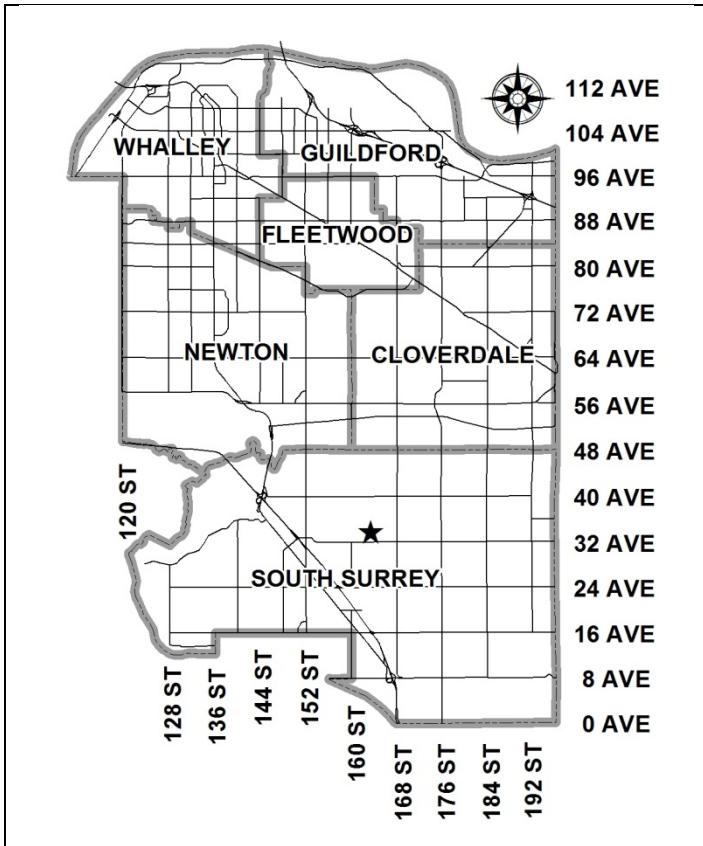 112 AVE
104 AVE
WHALLEY
GUILDFORD
96 AVE
88 AVE
FLEETWOOD
80 AVE
72 AVE
NEWTON
CLOVERDALE
64 AVE
56 AVE
48 AVE
120 ST
40 AVE
32 AVE
SOUTH SURREY
24 AVE
16 AVE
128 ST
136 ST
144 ST
152 ST
160 ST
168 ST
176 ST
184 ST
192 ST
8 AVE
0 AVE